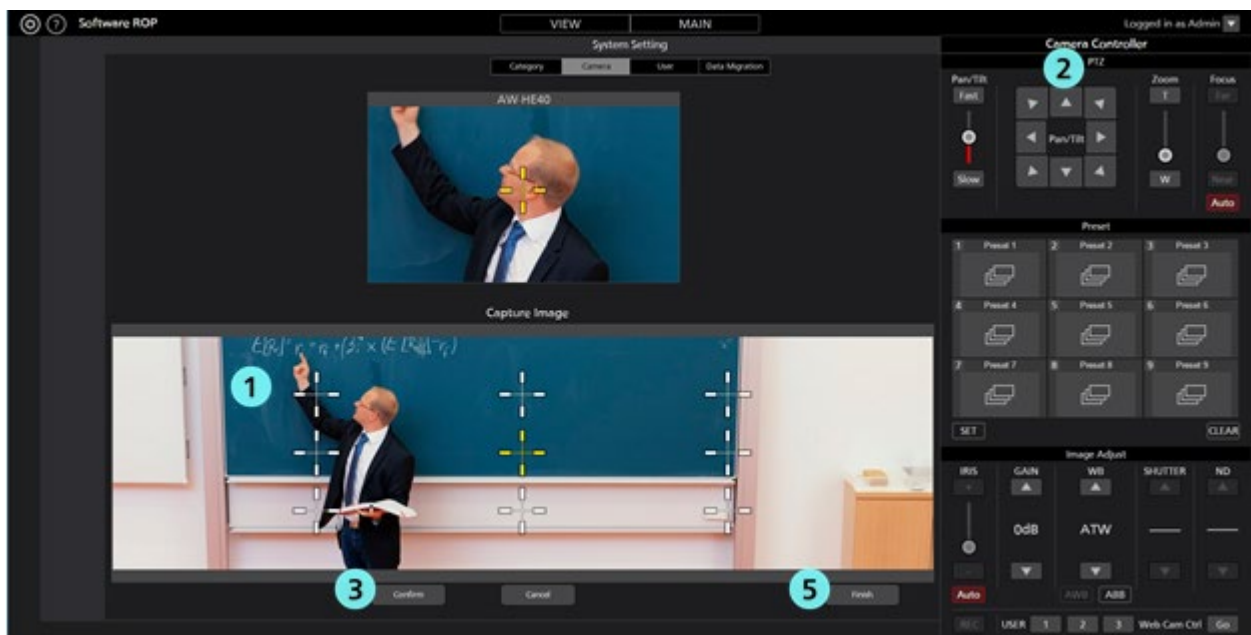 ? Software ROP VIEW MAIN Logged in as Admin
System Setting
Category Camera User Data Migration
AW HE40
Capture Image
1
3 Confirm Cancel 5 Finish
Camera Controller
2 PTZ
Pan/Tilt Zoom Focus
Fast T Far
Pan/Tilt
Slow W Near
Auto
Preset
1 Preset 1 2 Preset 2 3 Preset 3
4 Preset 4 5 Preset 5 6 Preset 6
7 Preset 7 8 Preset 8 9 Preset 9
SET CLEAR
Image Adjust
IRIS GAIN WB SHUTTER ND
0dB ATW
Auto AWB ABB
REC USER 1 2 3 Web Cam Ctrl Go